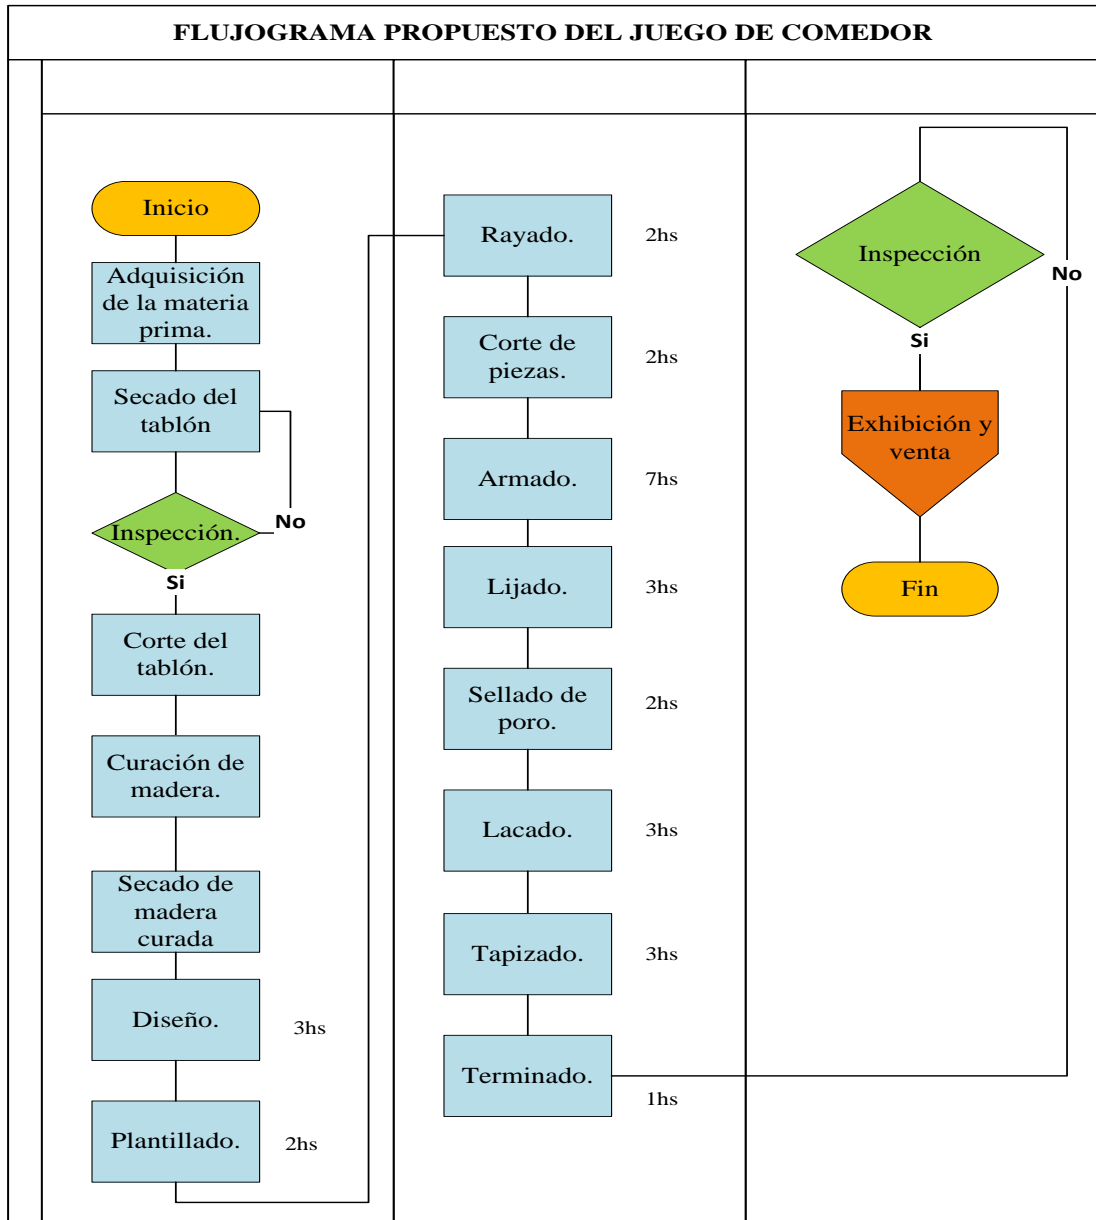 FLUJOGRAMA PROPUESTO DEL JUEGO DE COMEDOR
Inicio
Adquisición
de la materia
prima.
Secado del
tablón
Inspección.
No
Si
Corte del
tablón.
Curación de
madera.
Secado de
madera
curada
Diseño.
3hs
Plantillado.
2hs
Rayado.
2hs
Corte de
piezas.
2hs
Armado.
7hs
Lijado.
3hs
Sellado de
poro.
2hs
Lacado.
3hs
Tapizado.
3hs
Terminado.
1hs
Inspección
No
Si
Exhibición y
venta
Fin